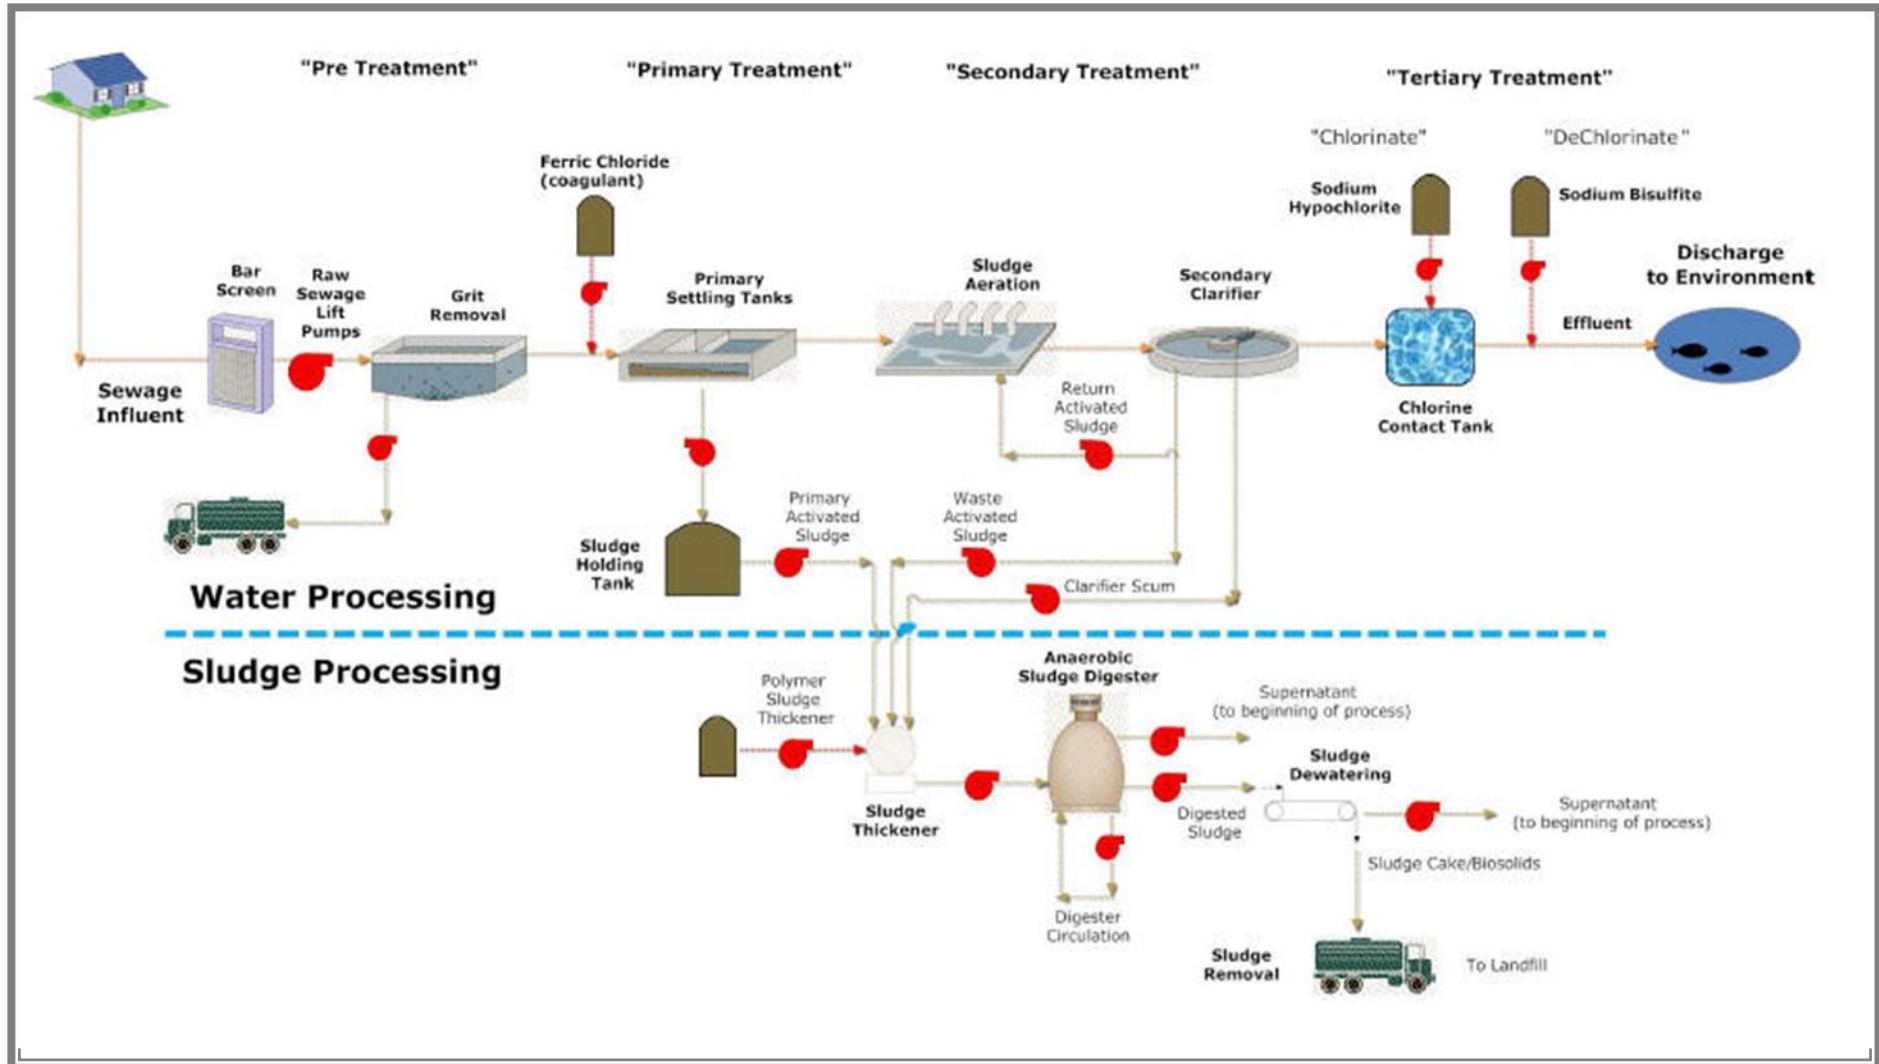 "Pre Treatment"
"Primary Treatment"
"Secondary Treatment"
"Tertiary Treatment"
"Chlorinate"
"DeChlorinate"
Ferric Chloride
(coagulant)
Sodium
Hypochlorite
Sodium Bisulfite
Bar
Screen
Raw
Sewage
Lift
Pumps
Grit
Removal
Primary
Settling Tanks
Sludge
Aeration
Secondary
Clarifier
Discharge
to Environment
Effluent
Sewage
Influent
Return
Activated
Sludge
Chlorine
Contact Tank
Primary
Activated
Sludge
Waste
Activated
Sludge
Sludge
Holding
Tank
Clarifier Scum
Water Processing
Sludge Processing
Polymer
Sludge
Thickener
Anaerobic
Sludge Digester
Supernatant
(to beginning of process)
Sludge
Dewatering
Sludge
Thickener
Digested
Sludge
Supernatant
(to beginning of process)
Sludge Cake/Biosolids
Digester
Circulation
Sludge
Removal
To Landfill